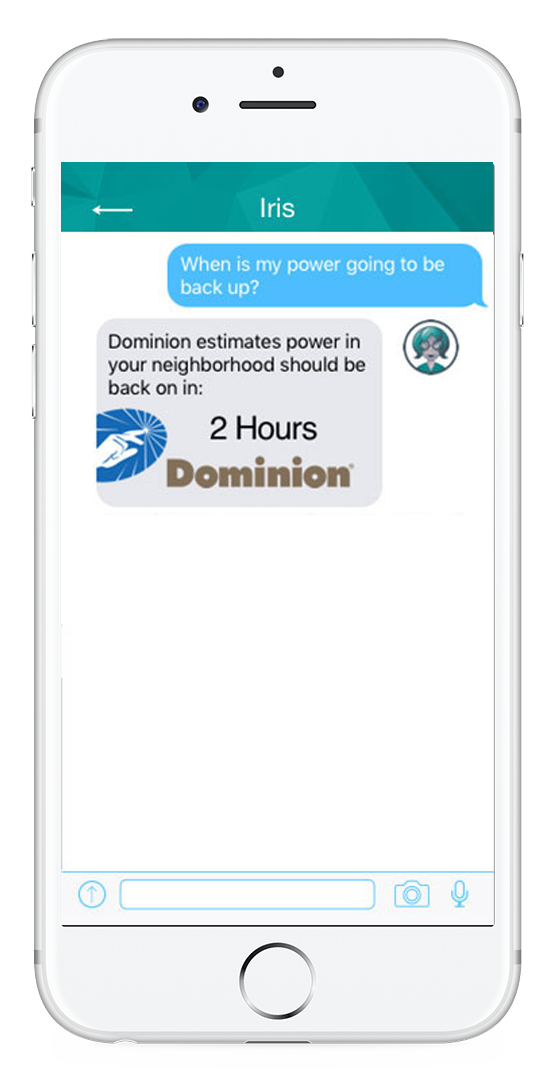 Iris
When is my power going to be
back up?
Dominion estimates power in
your neighborhood should be
back on in:
2 Hours
Dominion®